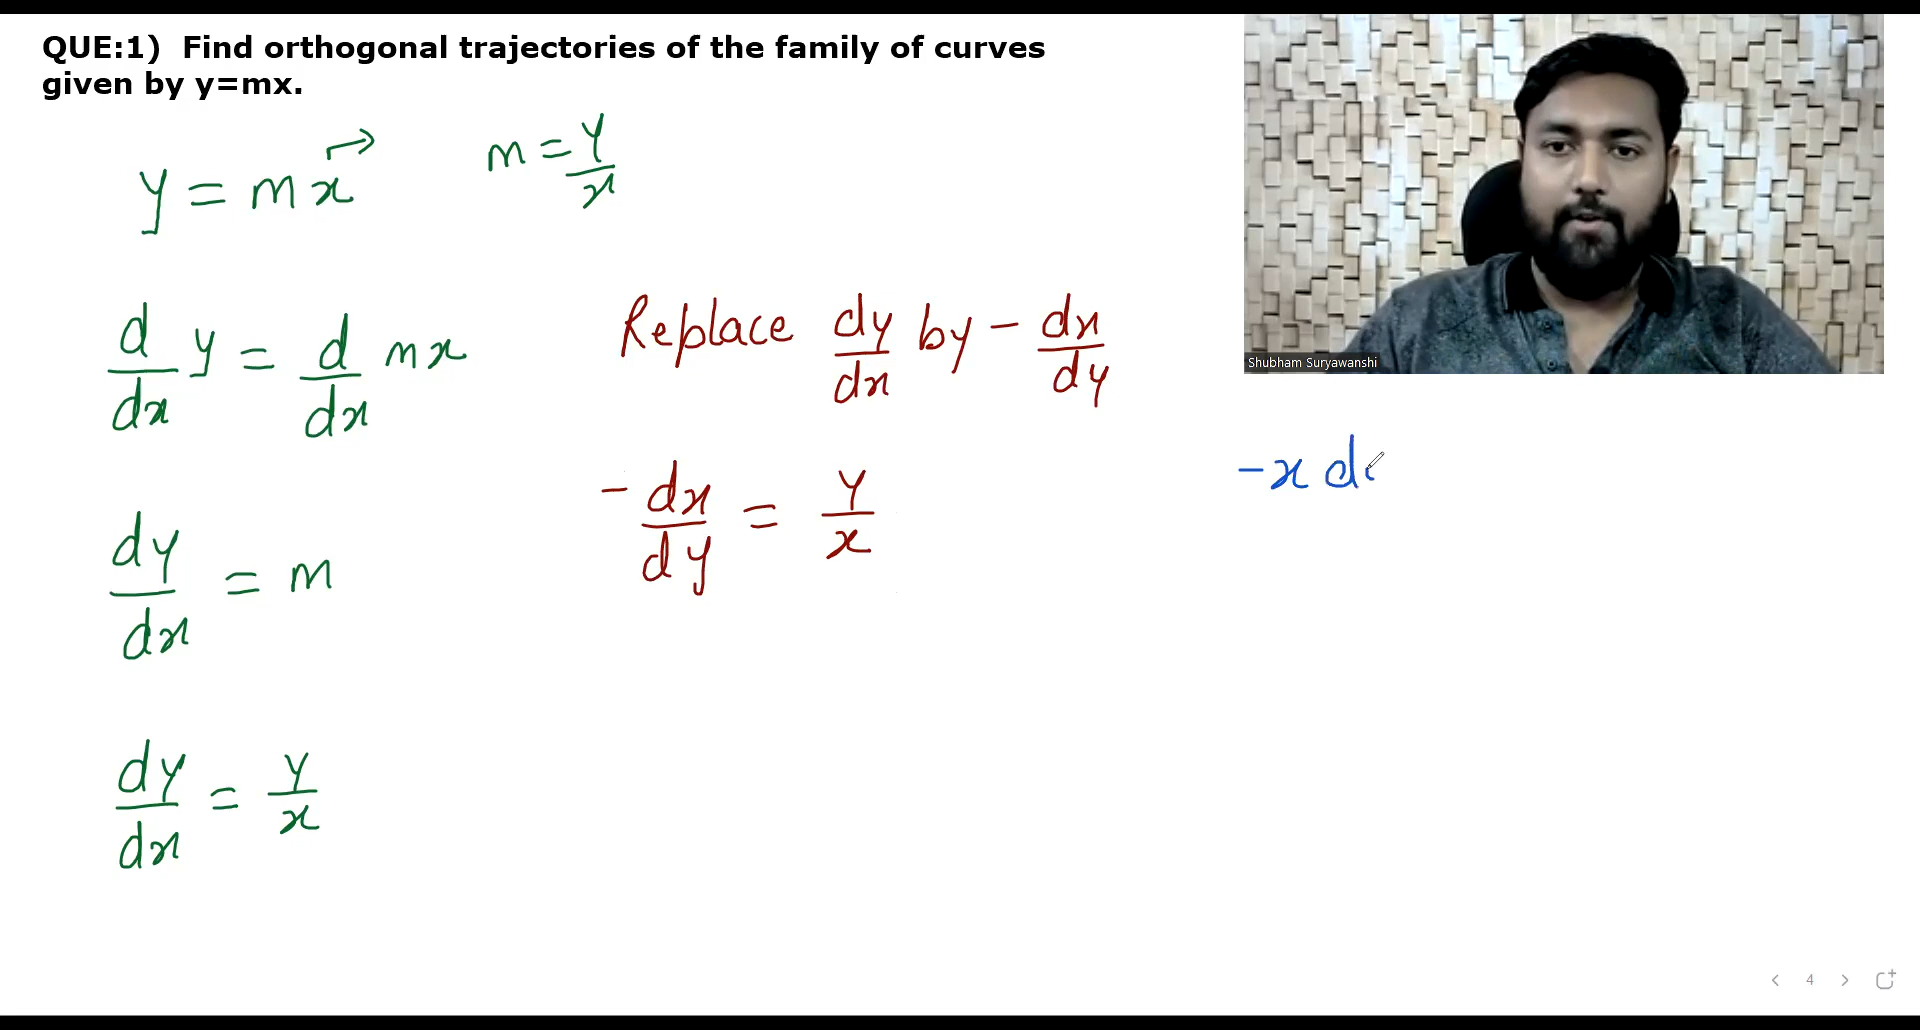 QUE:1) Find orthogonal trajectories of the family of curves
given by y=mx.
y = mx
m = y/x
d/dx y = d/dx mx
dy/dx = m
dy/dx = y/x
Replace dy/dx by - dx/dy
- dx/dy = y/x
Shubham Suryawanshi
-x d
4